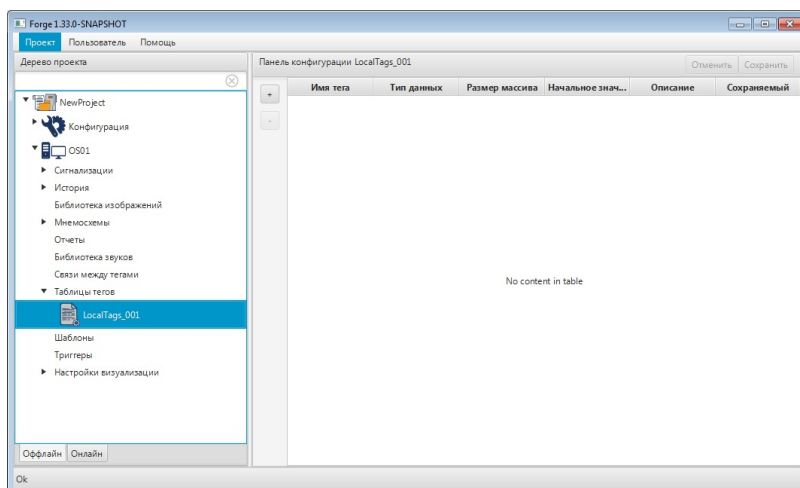 Forge 1.33.0-SNAPSHOT
Проект Пользователь Помощь
Дерево проекта
Панель конфигурации LocalTags_001
Отменить Сохранить
+
-
Имя тега Тип данных Размер массива Начальное знач... Описание Сохраняемый
NewProject
Конфигурация
OS01
Сигнализации
История
Библиотека изображений
Мнемосхемы
Отчеты
Библиотека звуков
Связи между тегами
Таблицы тегов
LocalTags_001
Шаблоны
Триггеры
Настройки визуализации
No content in table
Оффлайн Онлайн
Ok